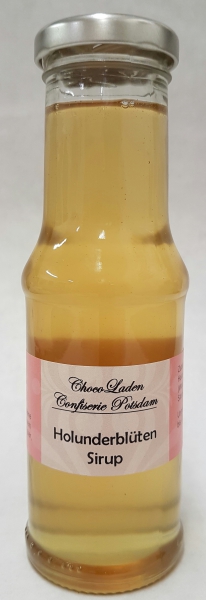 ChocoLaden
Confiserie Potsdam
Holunderblüten
Sirup